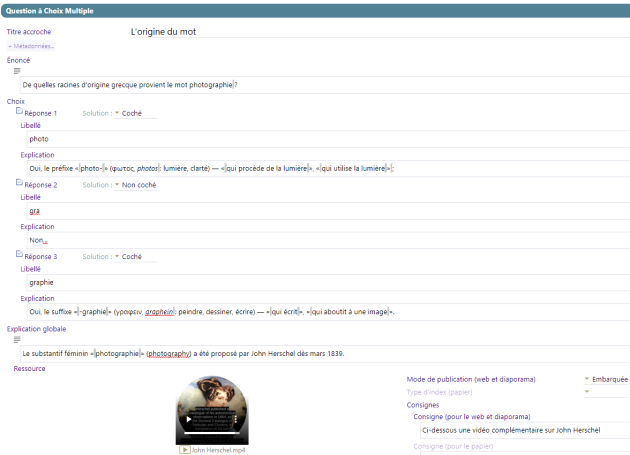 Question à Choix Multiple
Titre accroche L'origine du mot
+ Métadonnées...
Énoncé
De quelles racines d'origine grecque provient le mot photographie ?
Choix
Réponse 1 Solution : Coché
Libellé
photo
Explication
Oui, le préfixe « photo- » (φωτος, photos : lumière, clarté) — « qui procède de la lumière », « qui utilise la lumière » ;
Réponse 2 Solution : Non coché
Libellé
gra
Explication
Non...
Réponse 3 Solution : Coché
Libellé
graphie
Explication
Oui, le suffixe « -graphie » (γραφειν, graphein : peindre, dessiner, écrire) — « qui écrit », « qui aboutit à une image ».
Explication globale
Le substantif féminin « photographie » (photography) a été proposé par John Herschel dès mars 1839.
Ressource
John Herschel.mp4
Mode de publication (web et diaporama) Embarquée
Type d'index (papier)
Consignes
Consigne (pour le web et diaporama)
Ci-dessous une vidéo complémentaire sur John Herschel
Consigne (pour le papier)